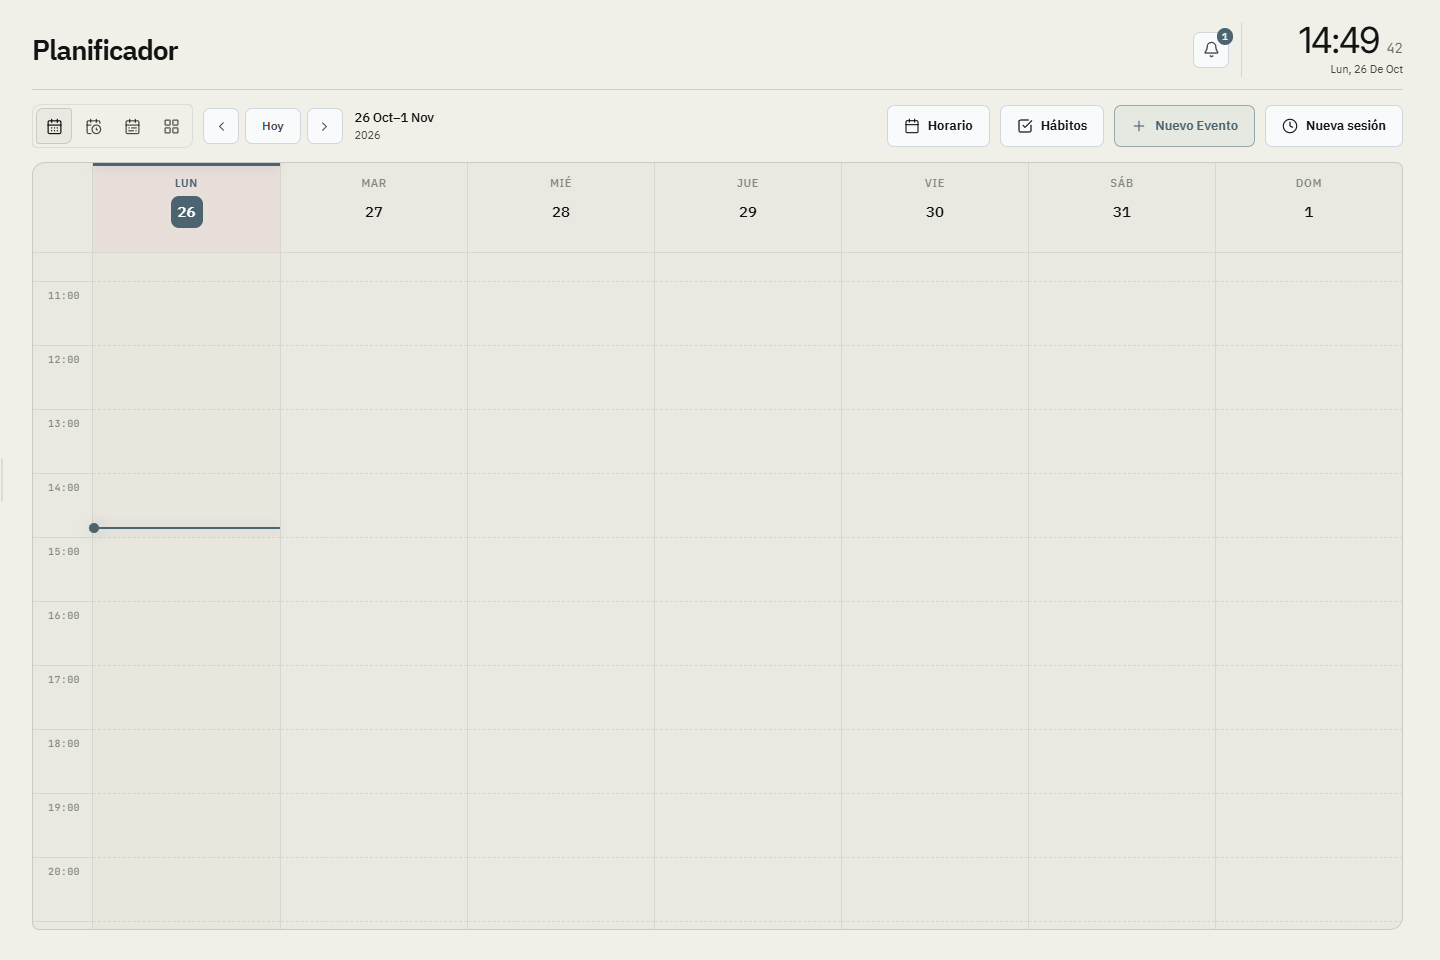 Planificador
1
14:49 42
Lun, 26 De Oct
Hoy
26 Oct–1 Nov
2026
Horario
Hábitos
Nuevo Evento
Nueva sesión
LUN MAR MIÉ JUE VIE SÁB DOM
26 27 28 29 30 31 1
11:00
12:00
13:00
14:00
15:00
16:00
17:00
18:00
19:00
20:00